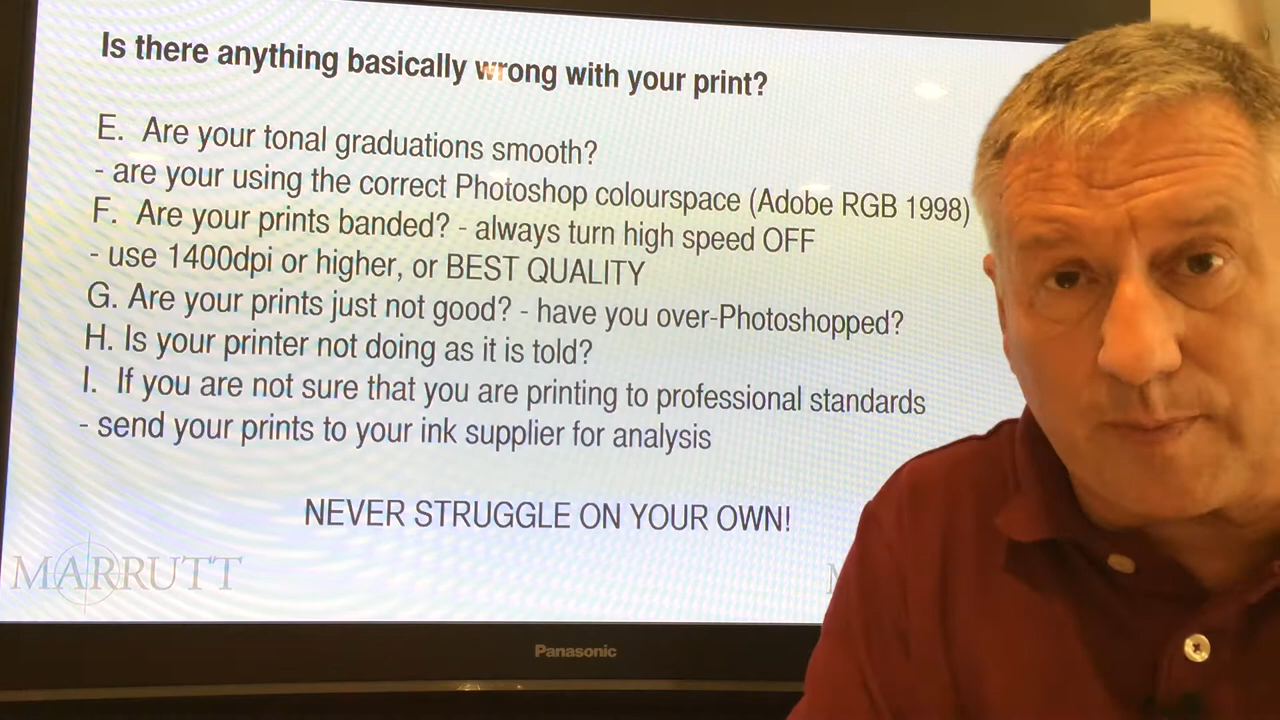 Is there anything basically wrong with your print?
E. Are your tonal graduations smooth?
- are your using the correct Photoshop colourspace (Adobe RGB 1998)
F. Are your prints banded? - always turn high speed OFF
- use 1400dpi or higher, or BEST QUALITY
G. Are your prints just not good? - have you over-Photoshopped?
H. Is your printer not doing as it is told?
I. If you are not sure that you are printing to professional standards
- send your prints to your ink supplier for analysis
NEVER STRUGGLE ON YOUR OWN!
MARRUTT
Panasonic